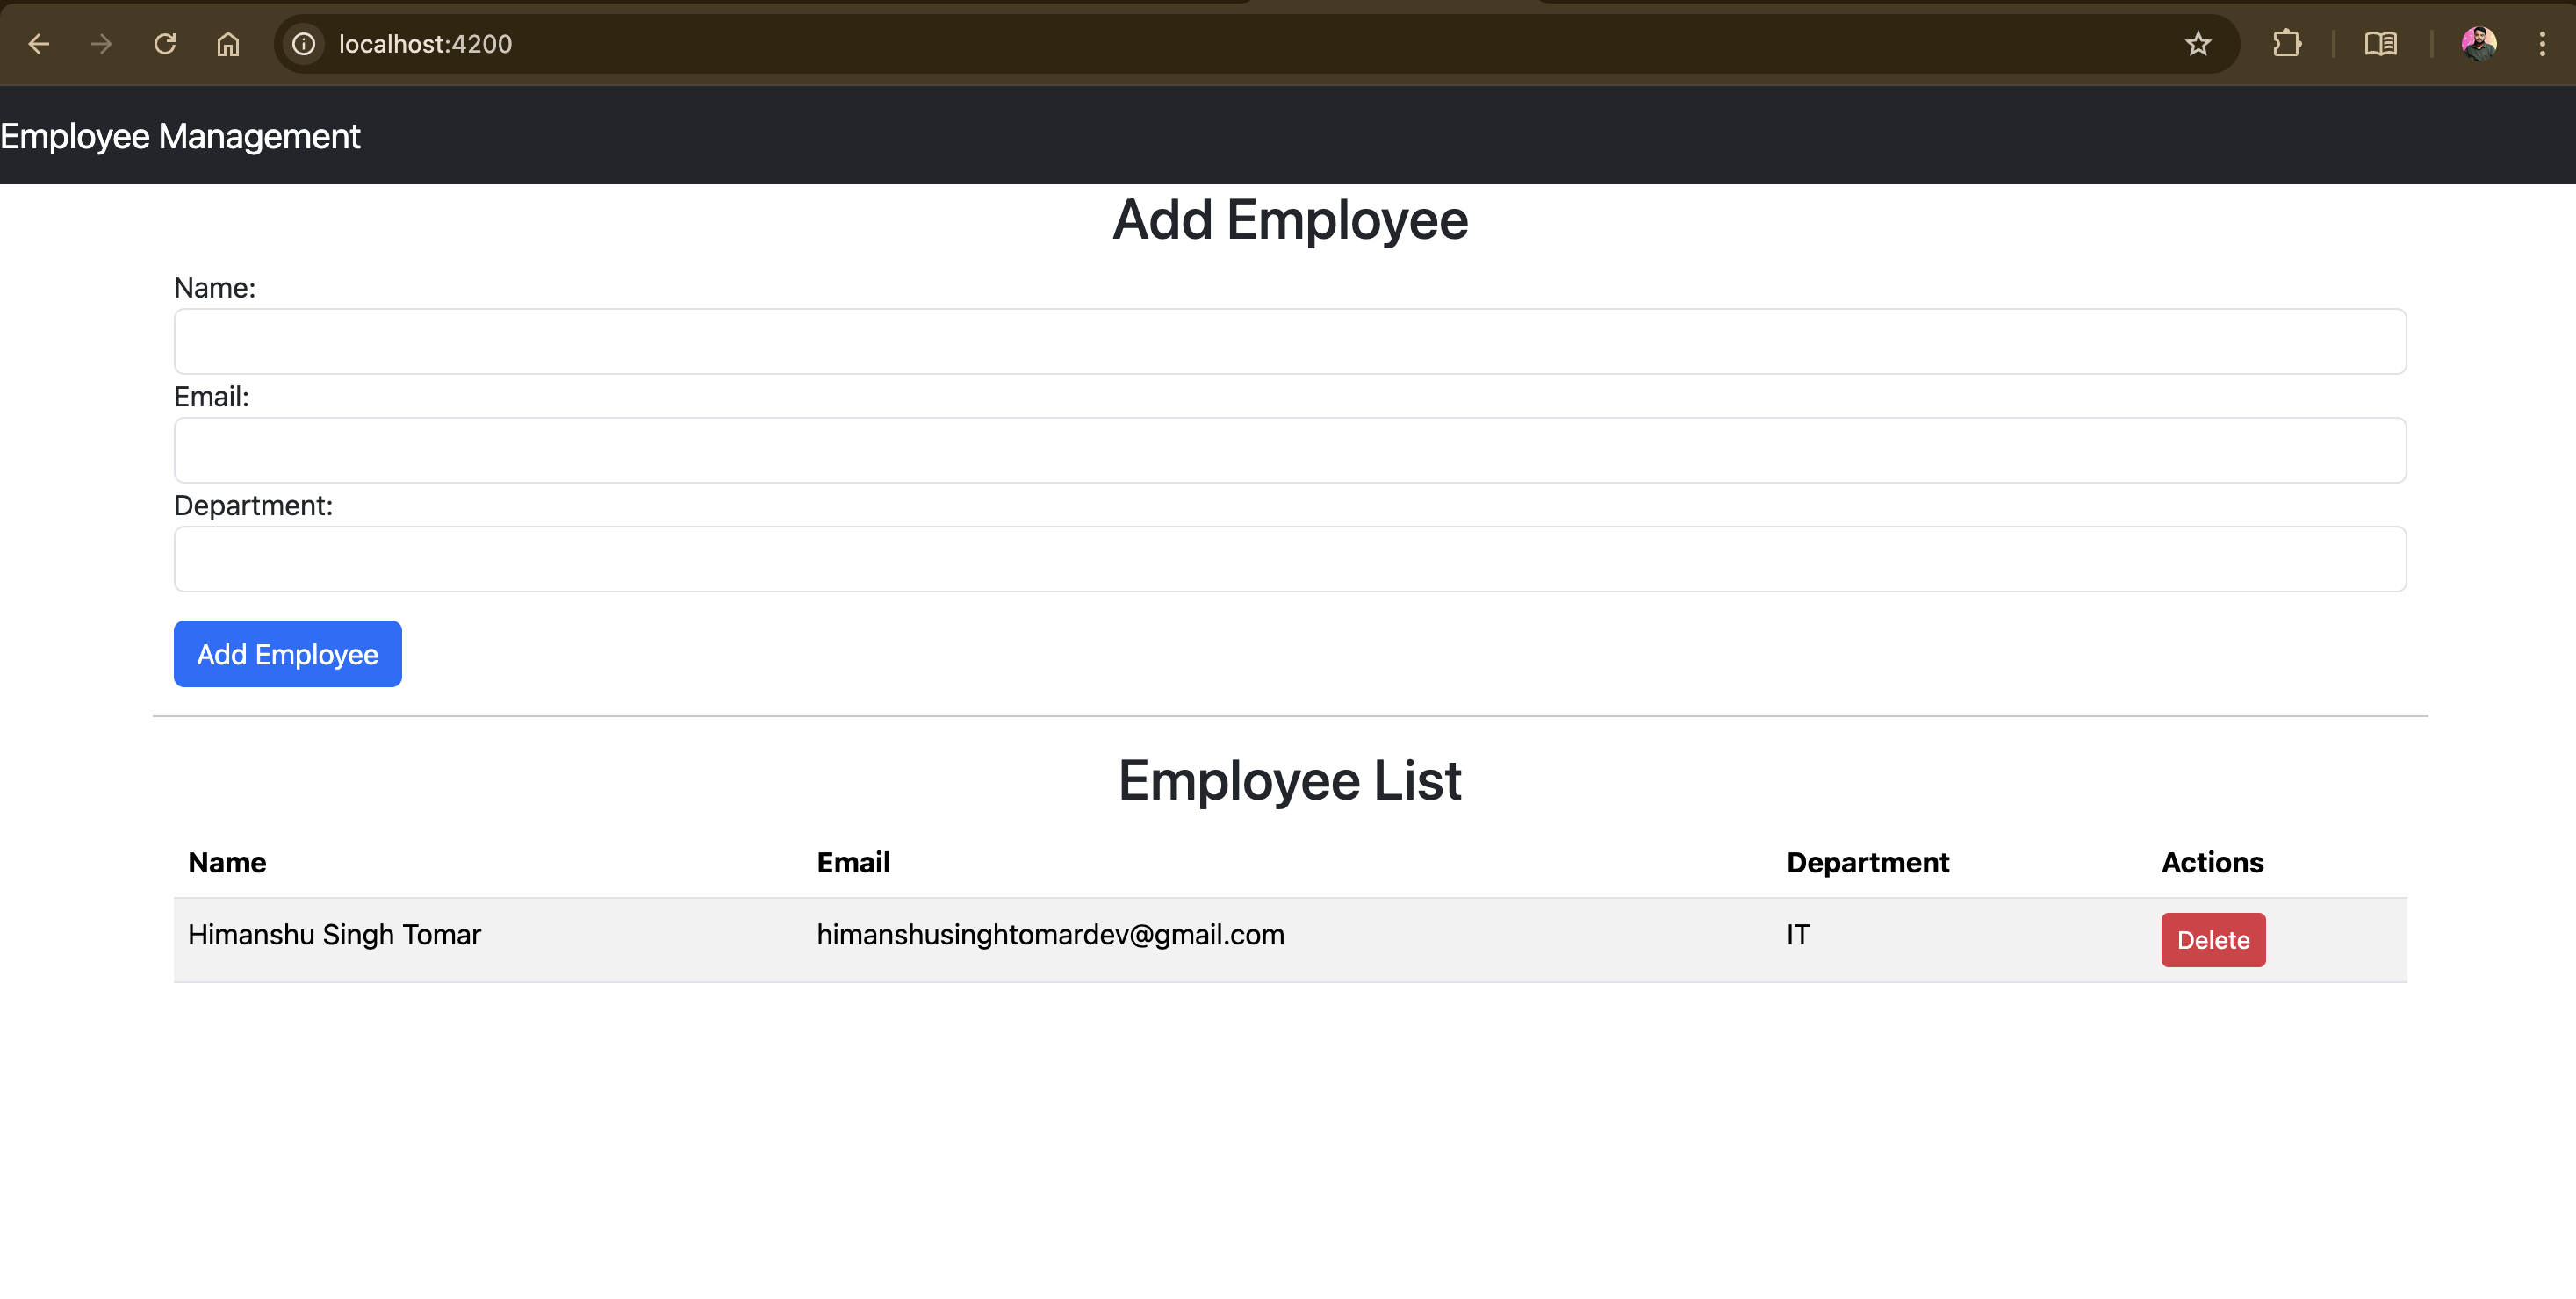 localhost:4200
Employee Management
Add Employee
Name:
Email:
Department:
Add Employee
Employee List
Name Email Department Actions
Himanshu Singh Tomar himanshusinghtomardev@gmail.com IT Delete